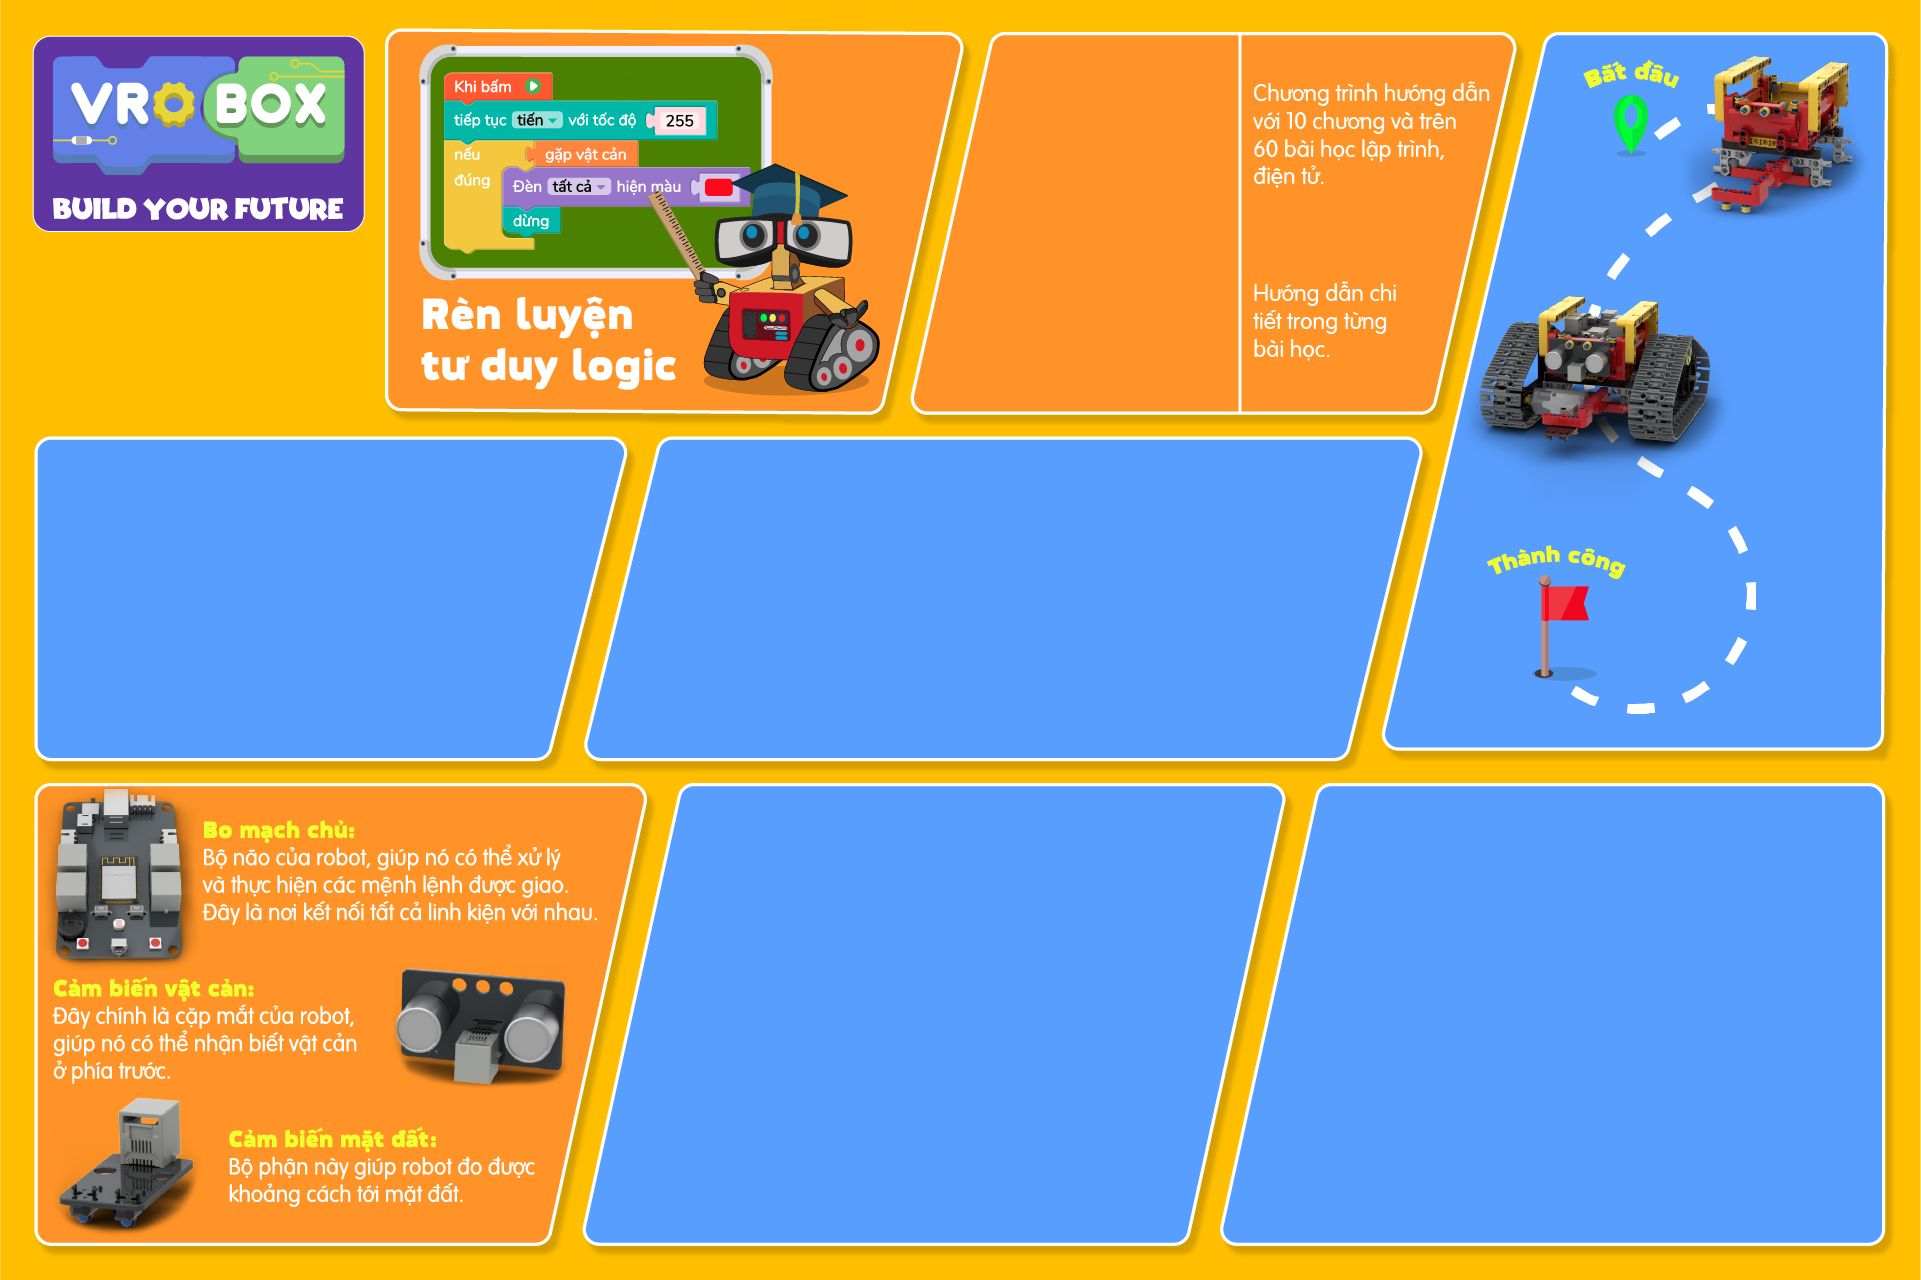 VROBOX
BUILD YOUR FUTURE
Khi bấm
tiếp tục tiến với tốc độ 255
nếu gặp vật cản
đúng
Đèn tất cả hiện màu
dừng
Rèn luyện
tư duy logic
Chương trình hướng dẫn
với 10 chương và trên
60 bài học lập trình,
điện tử.
Hướng dẫn chi
tiết trong từng
bài học.
Bắt đầu
Thành công
Bo mạch chủ:
Bộ não của robot, giúp nó có thể xử lý
và thực hiện các mệnh lệnh được giao.
Đây là nơi kết nối tất cả linh kiện với nhau.
Cảm biến vật cản:
Đây chính là cặp mắt của robot,
giúp nó có thể nhận biết vật cản
ở phía trước.
Cảm biến mặt đất:
Bộ phận này giúp robot đo được
khoảng cách tới mặt đất.